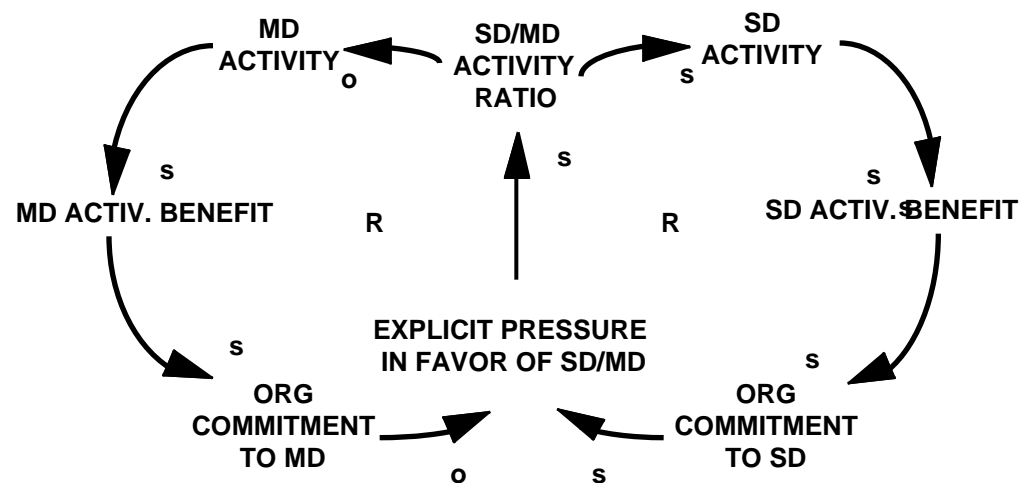 MD
ACTIVITY
o
SD/MD
ACTIVITY
RATIO
s
SD
ACTIVITY
s
s
s
MD ACTIV. BENEFIT
R
R
SD ACTIV. BENEFIT
s
EXPLICIT PRESSURE
IN FAVOR OF SD/MD
s
s
ORG
COMMITMENT
TO MD
ORG
COMMITMENT
TO SD
o
s